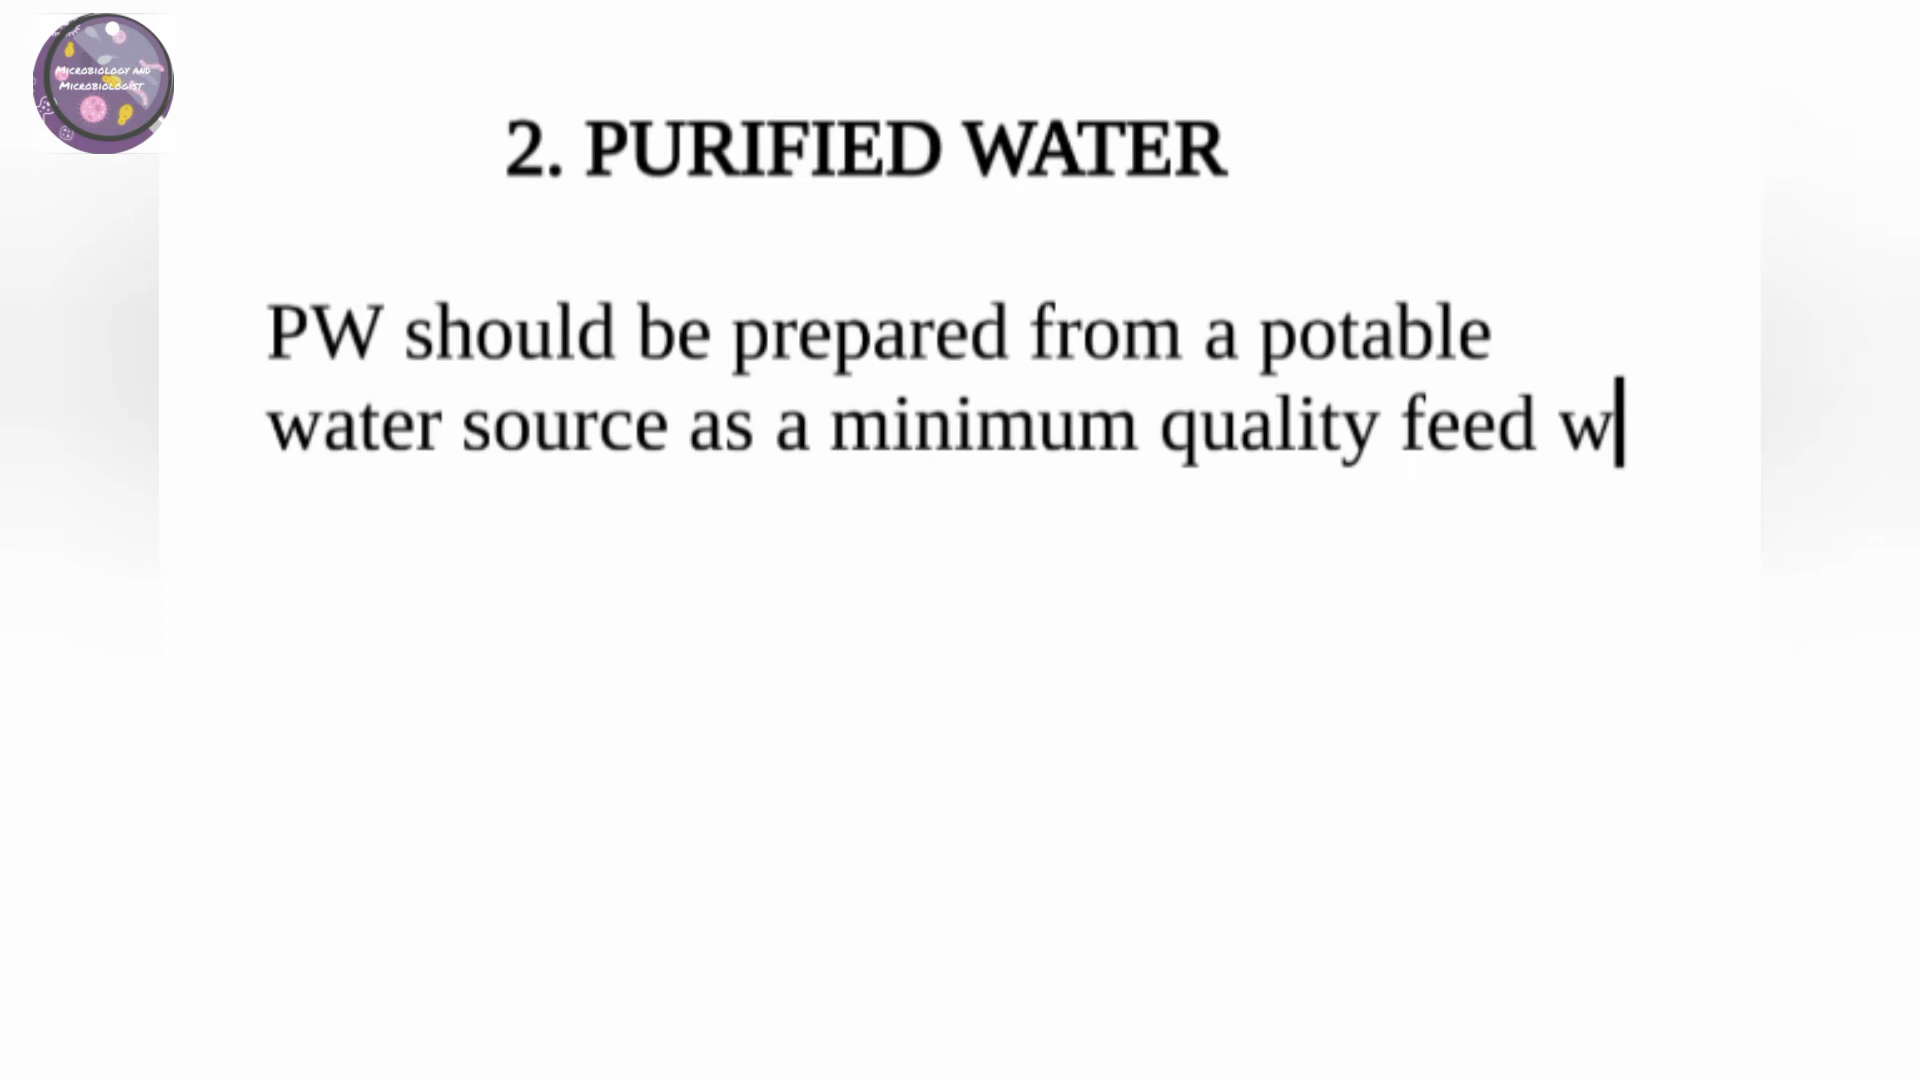 MICROBIOLOGY AND
MICROBIOLOGIST
2. PURIFIED WATER
PW should be prepared from a potable
water source as a minimum quality feed w